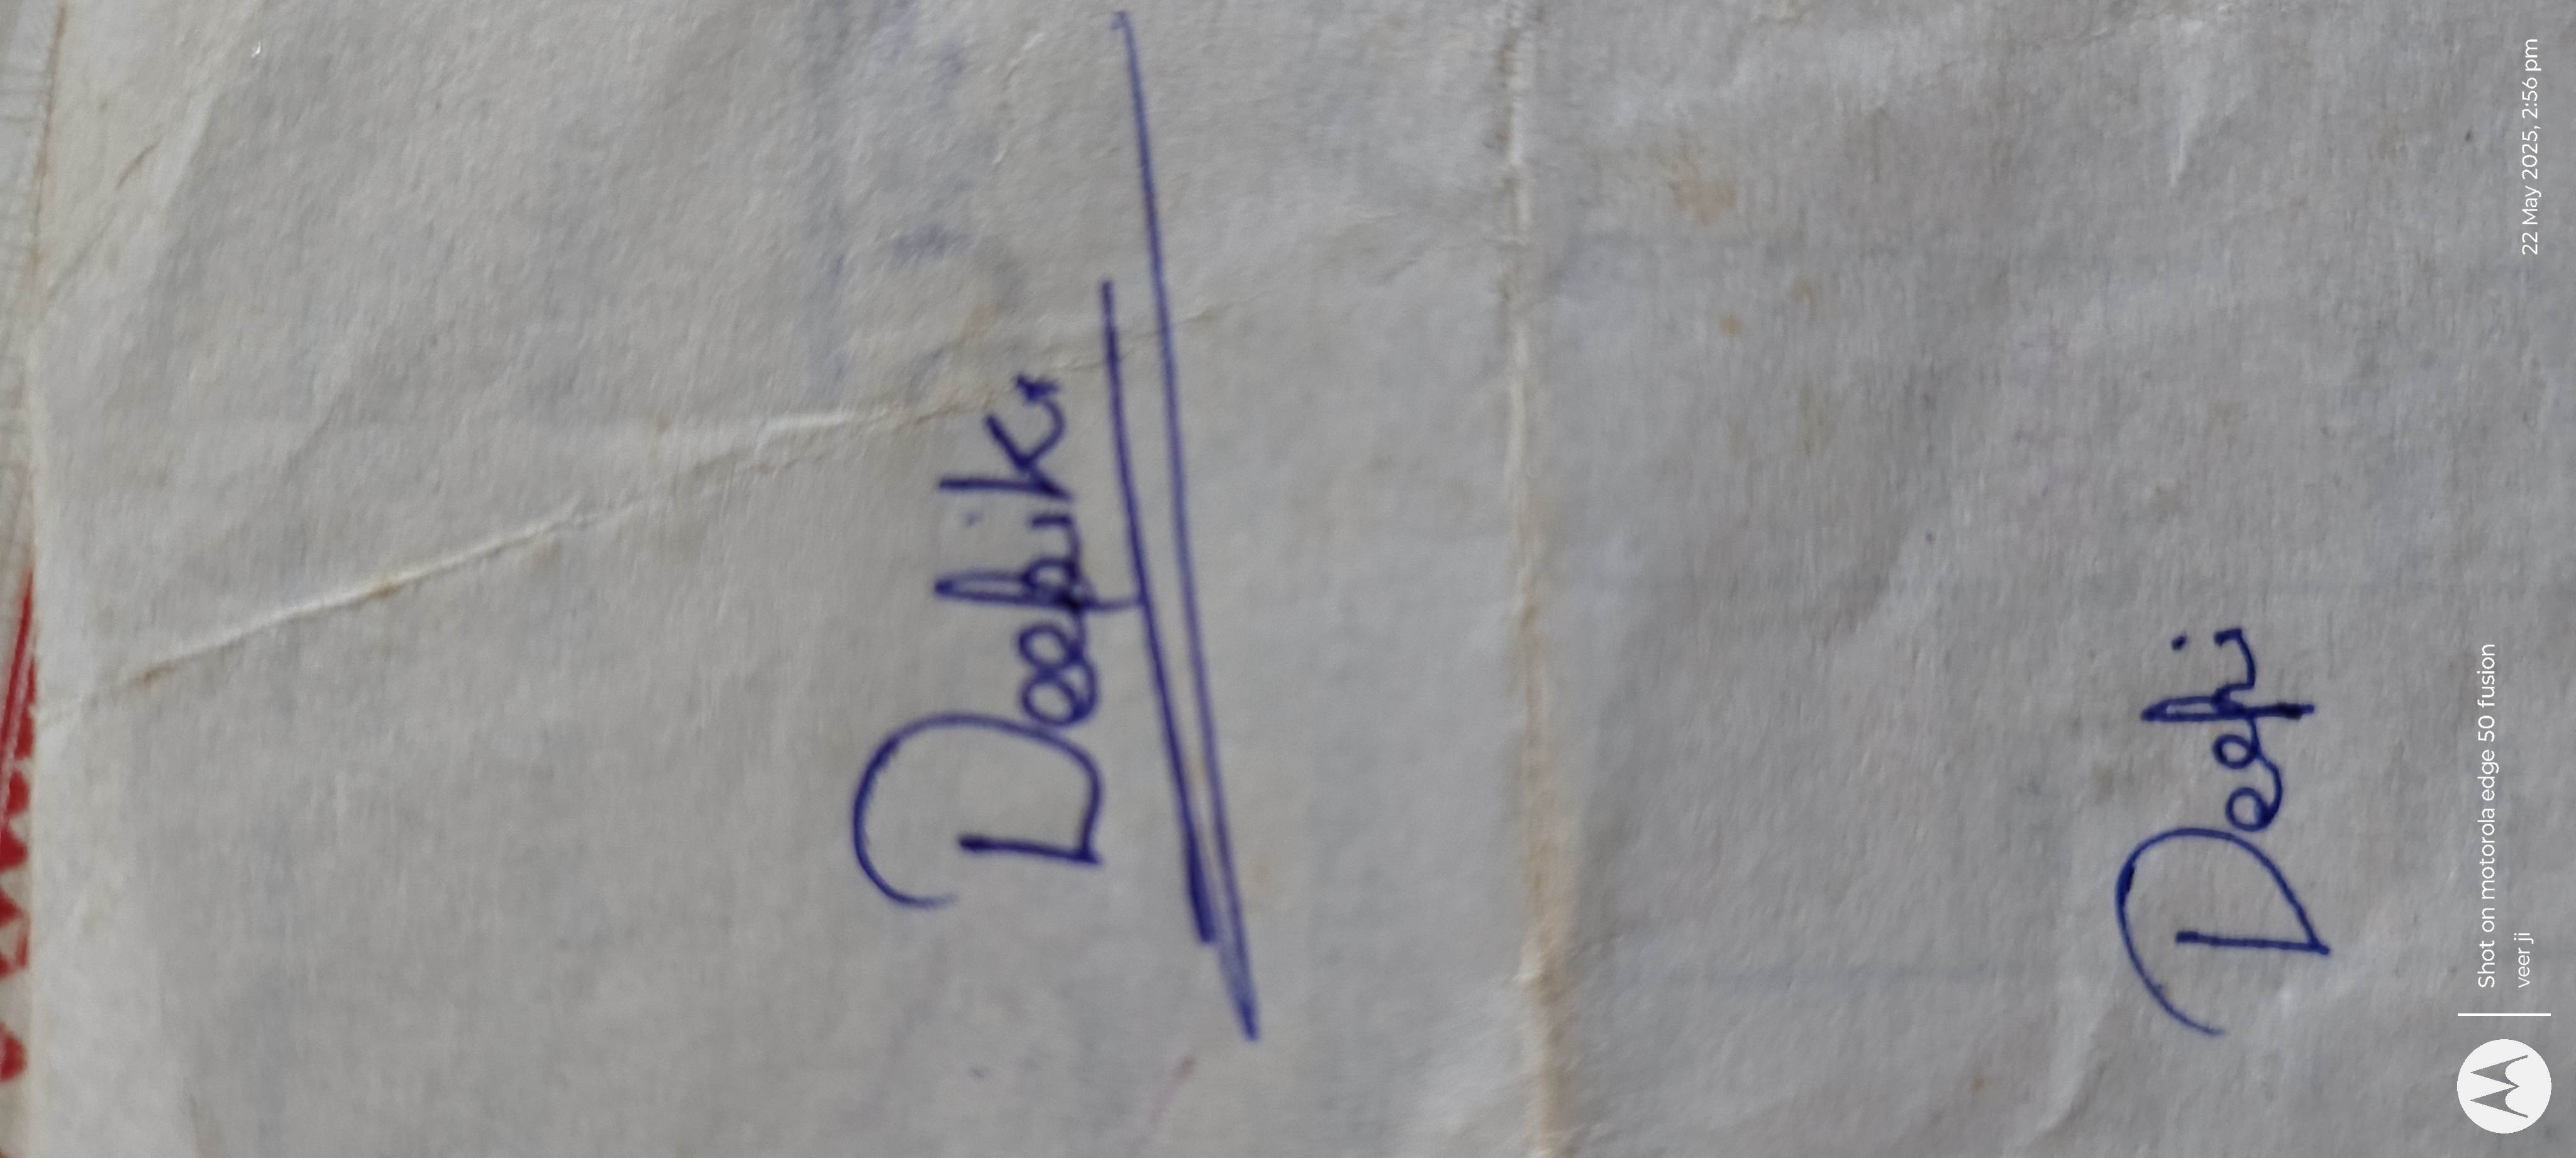 Deepika
Deepi
Shot on motorola edge 50 fusion
veer ji
22 May 2025, 2:56 pm